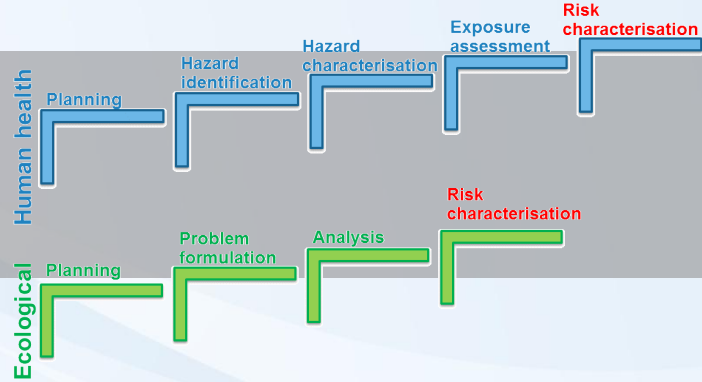 Human health
Planning
Hazard
identification
Hazard
characterisation
Exposure
assessment
Risk
characterisation
Ecological
Planning
Problem
formulation
Analysis
Risk
characterisation